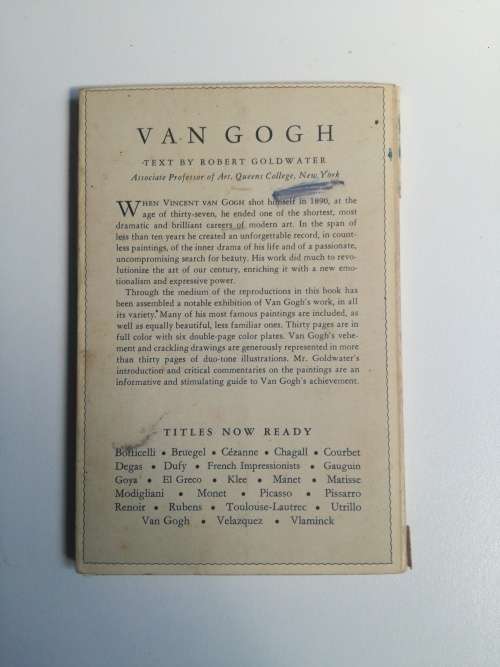 VAN GOGH
TEXT BY ROBERT GOLDWATER
Associate Professor of Art, Queens College, New York
WHEN VINCENT VAN GOGH shot himself in 1890, at the
age of thirty-seven, he ended one of the shortest, most
dramatic and brilliant careers of modern art. In the span of
less than ten years he created an unforgettable record, in count-
less paintings, of the inner drama of his life and of a passionate,
uncompromising search for beauty. His work did much to rev-
olutionize the art of our century, enriching it with a new emo-
tionalism and expressive power.
Through the medium of the reproductions in this book has
been assembled a notable exhibition of Van Gogh's work, in all
its variety. Many of his most famous paintings are included, as
well as equally beautiful, less familiar ones. Thirty pages are in
full color with six double-page color plates. Van Gogh's vehe-
ment and crackling drawings are generously represented in more
than thirty pages of duo-tone illustrations. Mr. Goldwater's
introduction and critical commentaries on the paintings are an
informative and stimulating guide to Van Gogh's achievement.
TITLES NOW READY
Botticelli • Bruegel • Cézanne • Chagall • Courbet
Degas • Dufy • French Impressionists • Gauguin
Goya • El Greco • Klee • Manet • Matisse
Modigliani • Monet • Picasso • Pissarro
Renoir • Rubens • Toulouse-Lautrec • Utrillo
Van Gogh • Velazquez • Vlaminck